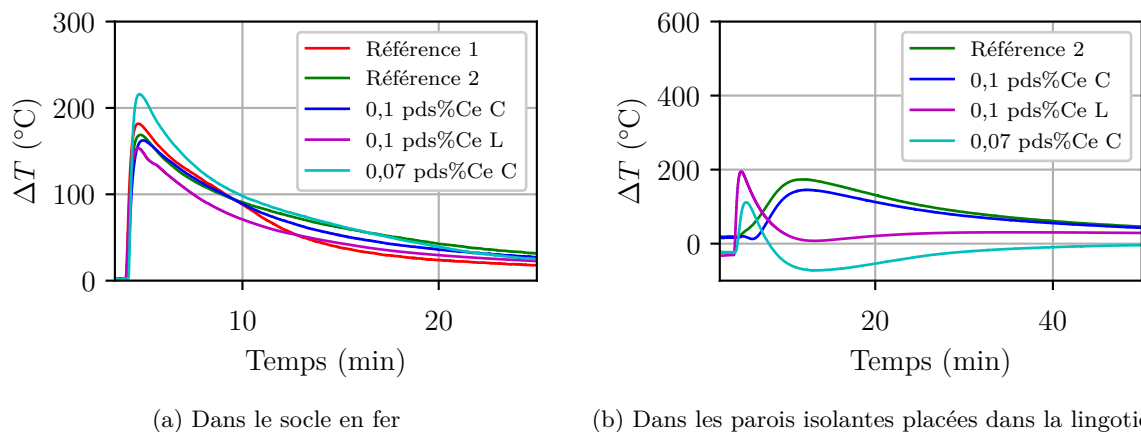 300
200
100
0
ΔT (°C)
10
20
Temps (min)
Référence 1
Référence 2
0,1 pds%Ce C
0,1 pds%Ce L
0,07 pds%Ce C
(a) Dans le socle en fer
600
400
200
0
ΔT (°C)
20
40
Temps (min)
Référence 2
0,1 pds%Ce C
0,1 pds%Ce L
0,07 pds%Ce C
(b) Dans les parois isolantes placées dans la